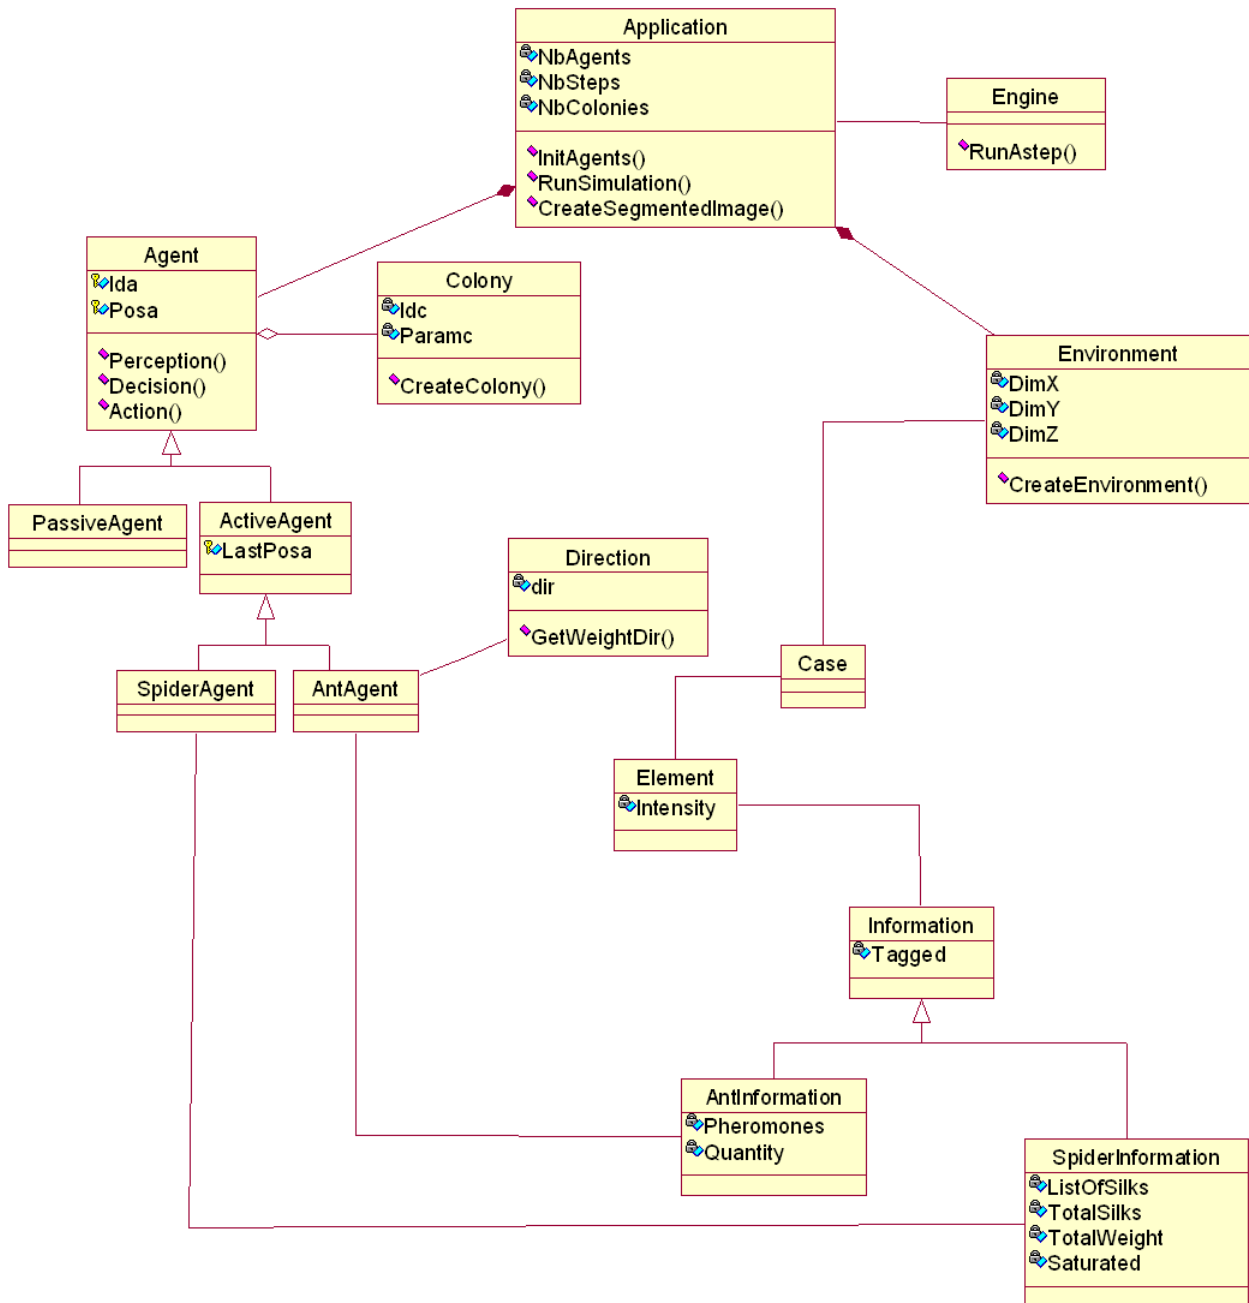 Application
NbAgents
NbSteps
NbColonies
InitAgents()
RunSimulation()
CreateSegmentedImage()
Engine
RunAstep()
Agent
Ida
Posa
Perception()
Decision()
Action()
Colony
Idc
Paramc
CreateColony()
Environment
DimX
DimY
DimZ
CreateEnvironment()
PassiveAgent
ActiveAgent
LastPosa
Direction
dir
GetWeightDir()
SpiderAgent
AntAgent
Case
Element
Intensity
Information
Tagged
AntInformation
Pheromones
Quantity
SpiderInformation
ListOfSilks
TotalSilks
TotalWeight
Saturated